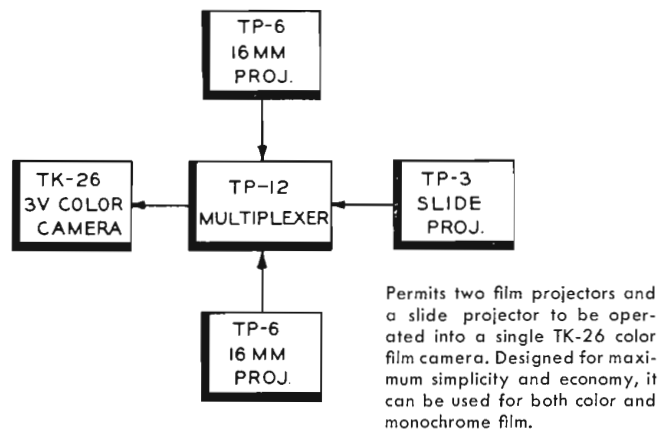 TP-6
16 MM
PROJ.
TK-26
3V COLOR
CAMERA
TP-12
MULTIPLEXER
TP-3
SLIDE
PROJ.
TP-6
16 MM
PROJ.
Permits two film projectors and
a slide projector to be oper-
ated into a single TK-26 color
film camera. Designed for maxi-
mum simplicity and economy, it
can be used for both color and
monochrome film.